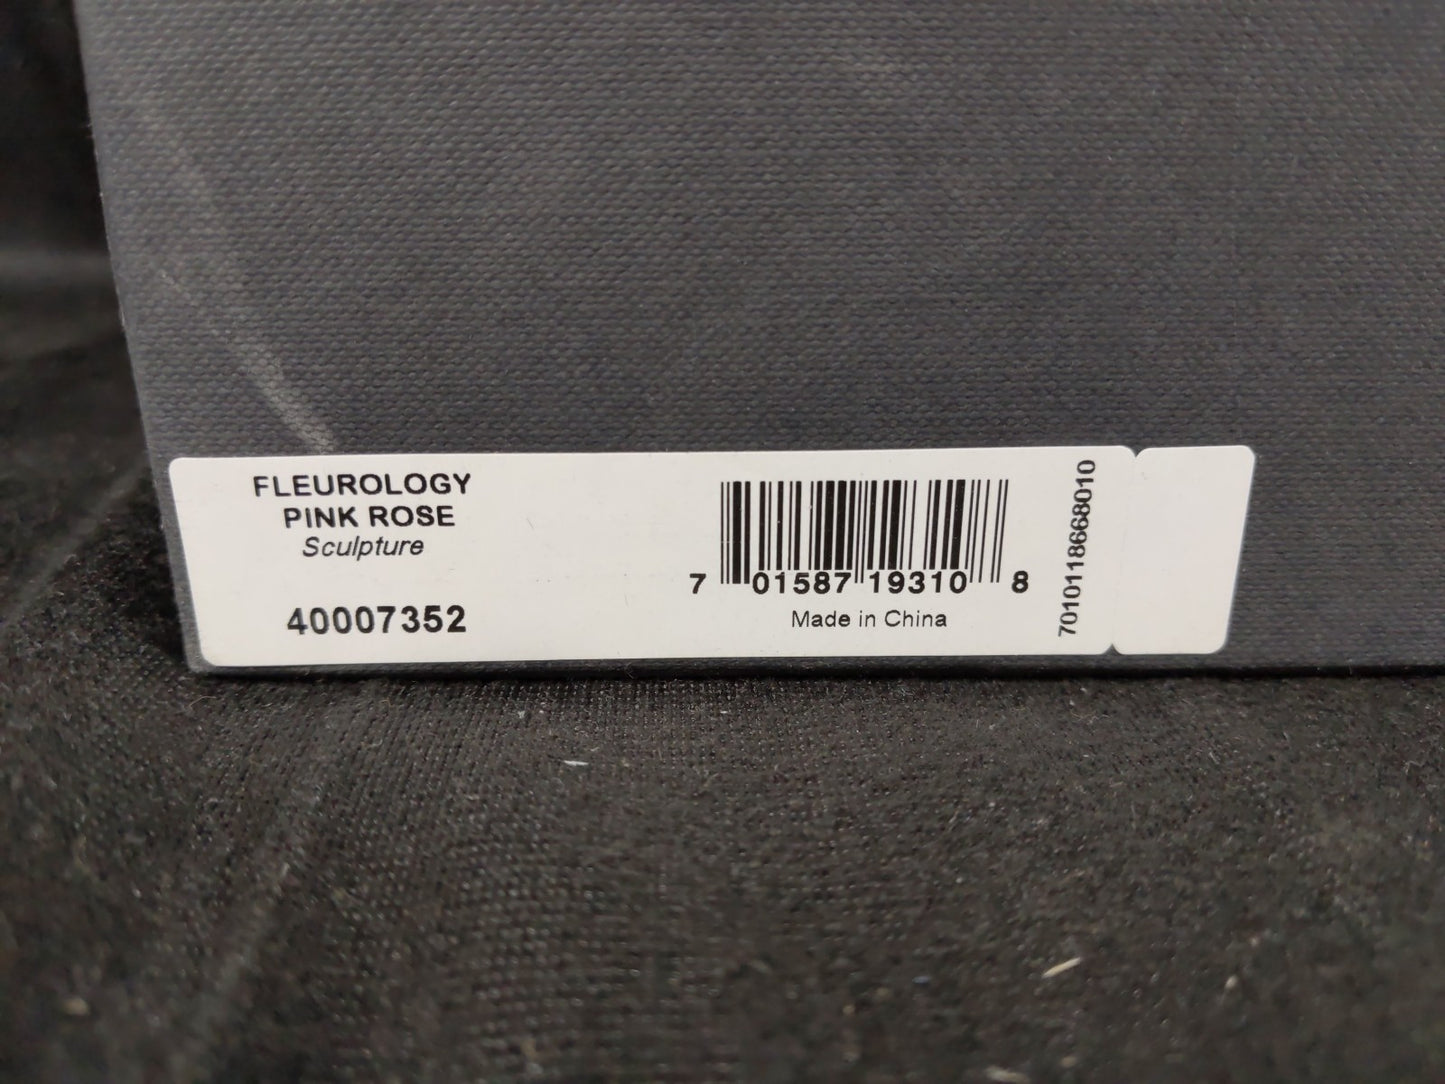 FLEUROLOGY
PINK ROSE
Sculpture
40007352
7 01587 19310 8
Made in China
7010118668010